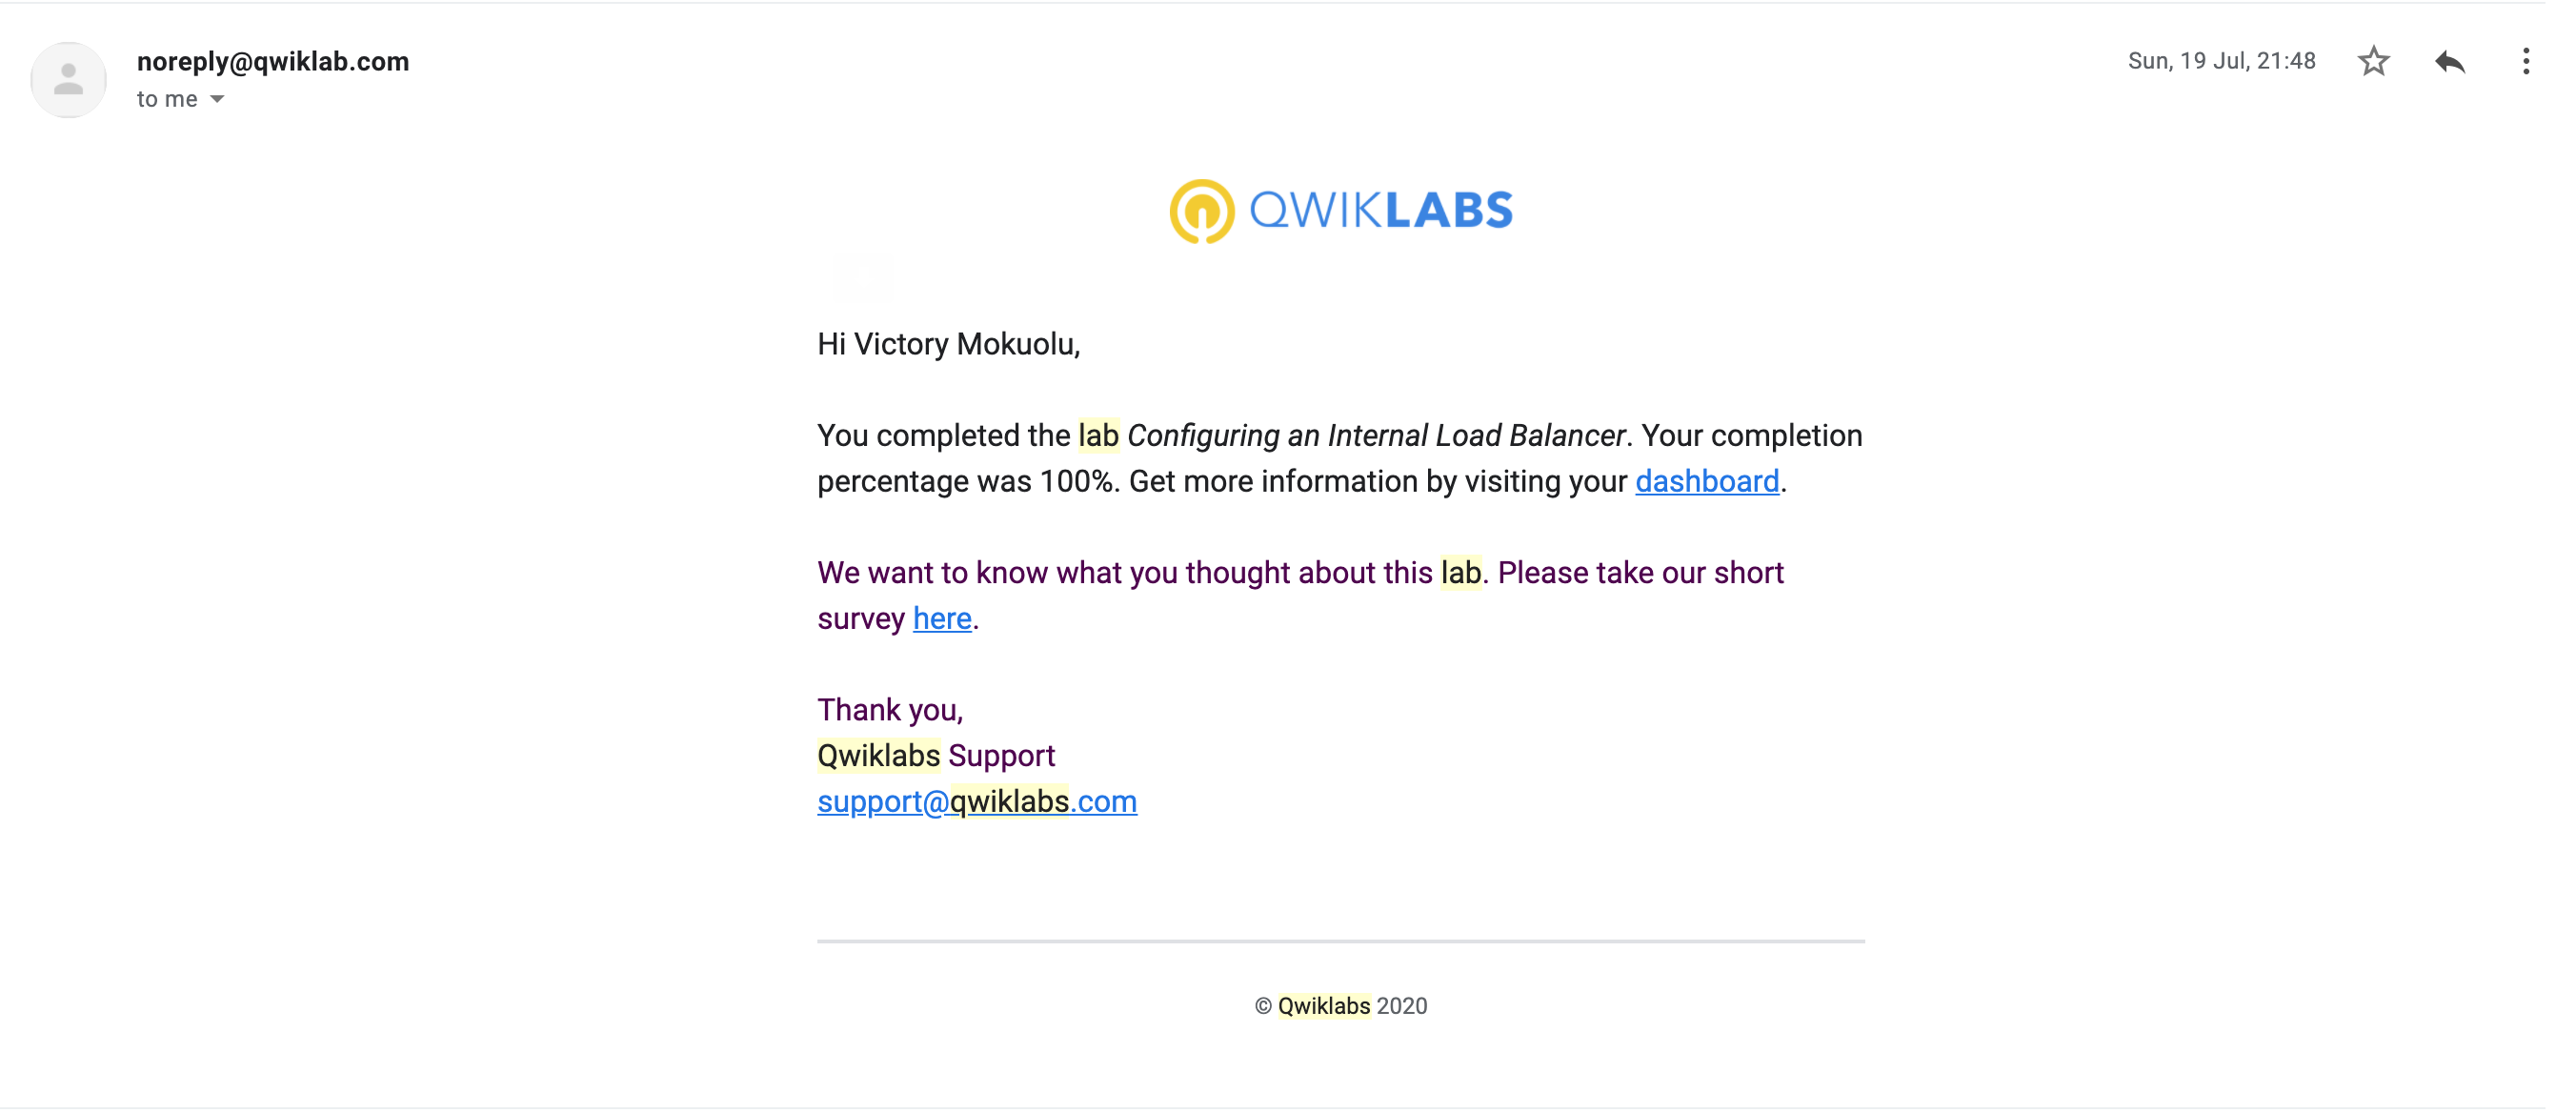 noreply@qwiklab.com
Sun, 19 Jul, 21:48
to me
QWIKLABS
Hi Victory Mokuolu,
You completed the lab Configuring an Internal Load Balancer. Your completion
percentage was 100%. Get more information by visiting your dashboard.
We want to know what you thought about this lab. Please take our short
survey here.
Thank you,
Qwiklabs Support
support@qwiklabs.com
© Qwiklabs 2020